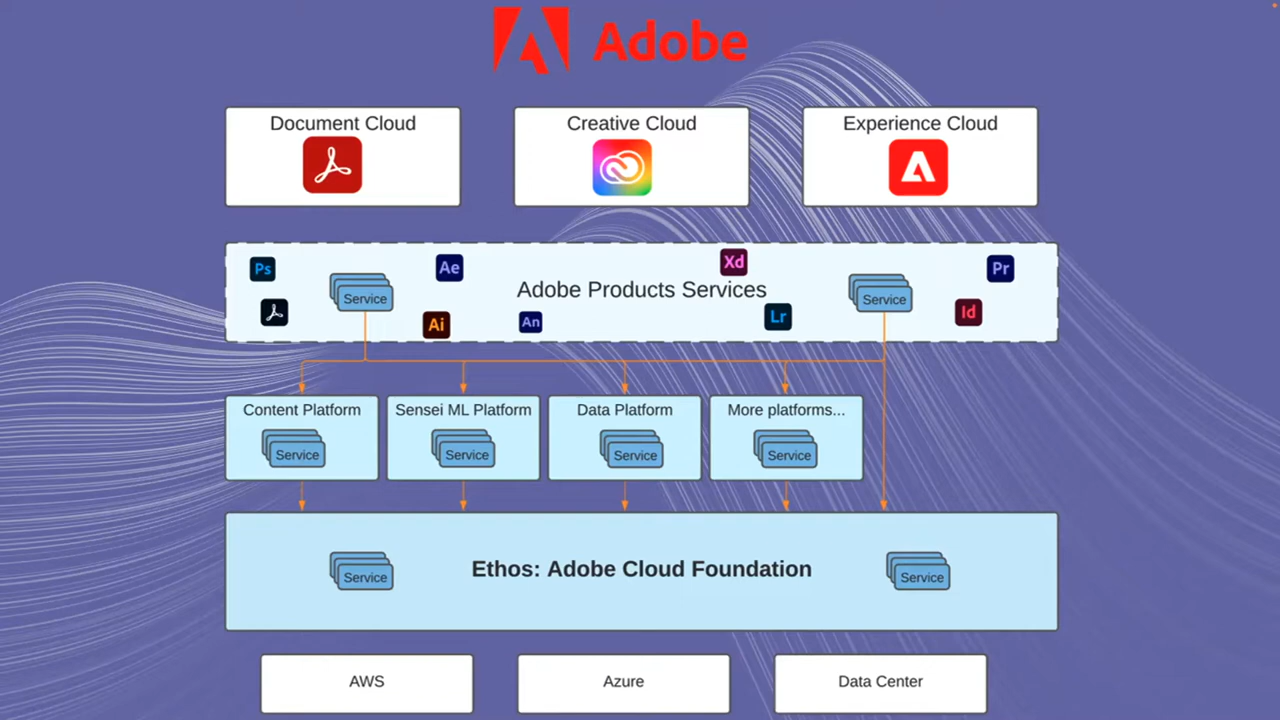 Adobe
Document Cloud
Creative Cloud
Experience Cloud
Ps
Ae
Xd
Pr
Service
Adobe Products Services
Service
Ai
An
Lr
Id
Content Platform
Sensei ML Platform
Data Platform
More platforms...
Service
Service
Service
Service
Service
Ethos: Adobe Cloud Foundation
Service
AWS
Azure
Data Center